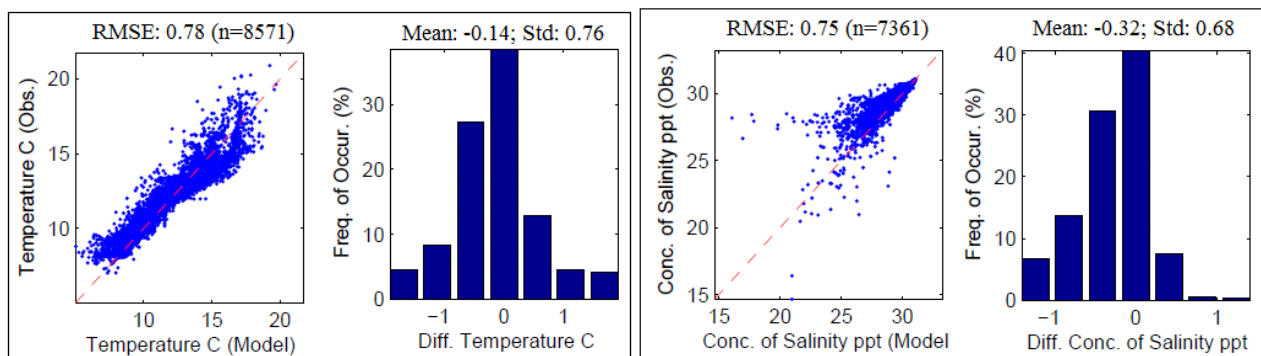 RMSE: 0.78 (n=8571)
Temperature C (Obs.)
20
15
10
10 15 20
Temperature C (Model)
Mean: -0.14; Std: 0.76
Freq. of Occur. (%)
30
20
10
0
−1 0 1
Diff. Temperature C
RMSE: 0.75 (n=7361)
Conc. of Salinity ppt (Obs.)
30
25
20
15
15 20 25 30
Conc. of Salinity ppt (Model
Mean: -0.32; Std: 0.68
Freq. of Occur. (%)
40
30
20
10
0
−1 0 1
Diff. Conc. of Salinity ppt